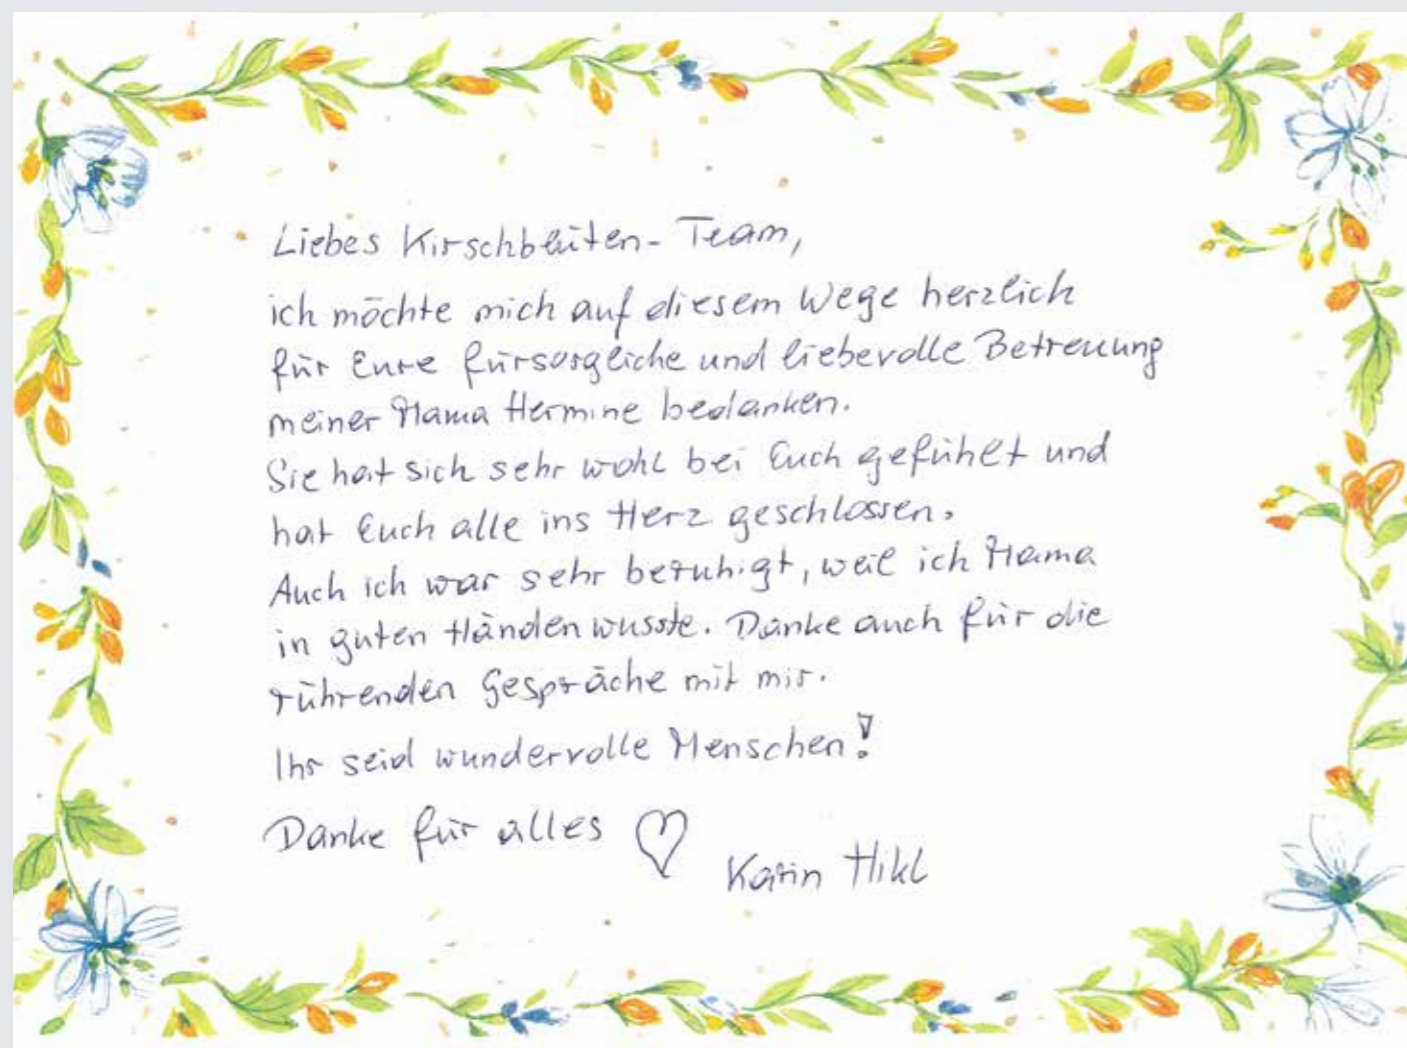 Liebes Kirschblüten-Team,
ich möchte mich auf diesem Wege herzlich
für Eure fürsorgliche und liebevolle Betreuung
meiner Mama Hermine bedanken.
Sie hat sich sehr wohl bei Euch gefühlt und
hat Euch alle ins Herz geschlossen.
Auch ich war sehr beruhigt, weil ich Mama
in guten Händen wusste. Danke auch für die
rührenden Gespräche mit mir.
Ihr seid wundervolle Menschen!
Danke für alles ♡
Karin Hikl